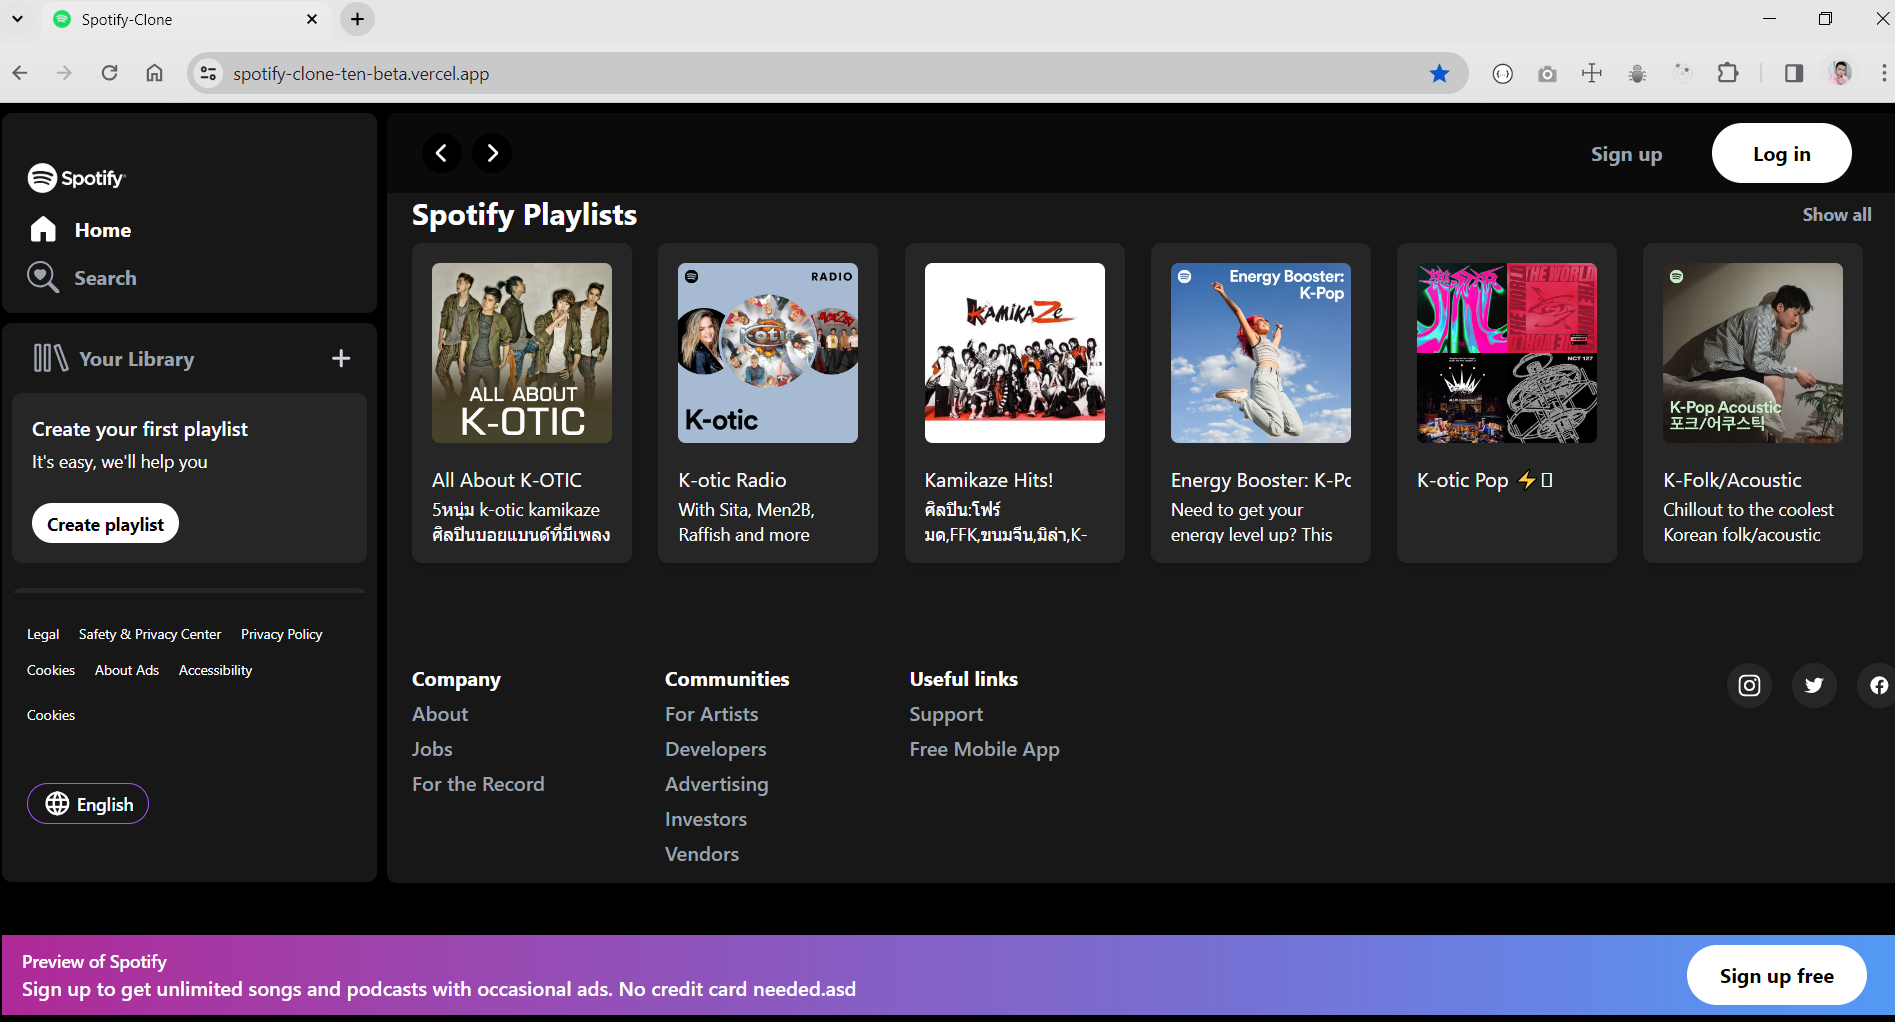 Spotify-Clone
spotify-clone-ten-beta.vercel.app
Spotify
Home
Search
Your Library
Create your first playlist
It's easy, we'll help you
Create playlist
Legal Safety & Privacy Center Privacy Policy
Cookies About Ads Accessibility
Cookies
English
Sign up Log in
Spotify Playlists Show all
ALL ABOUT
K-OTIC
All About K-OTIC
5หนุ่ม k-otic kamikaze
ศิลปินบอยแบนด์ที่มีเพลง
RADIO
K-otic
K-otic
K-otic Radio
With Sita, Men2B,
Raffish and more
KAMIKAZe
Kamikaze Hits!
ศิลปิน:โฟร์
มด,FFK,ขนมจีน,มิล่า,K-
Energy Booster:
K-Pop
Energy Booster: K-Pc
Need to get your
energy level up? This
THE WORLD
NCT 127
K-otic Pop ⚡
K-Pop Acoustic
포크/어쿠스틱
K-Folk/Acoustic
Chillout to the coolest
Korean folk/acoustic
Company
About
Jobs
For the Record
Communities
For Artists
Developers
Advertising
Investors
Vendors
Useful links
Support
Free Mobile App
Preview of Spotify
Sign up to get unlimited songs and podcasts with occasional ads. No credit card needed.asd
Sign up free